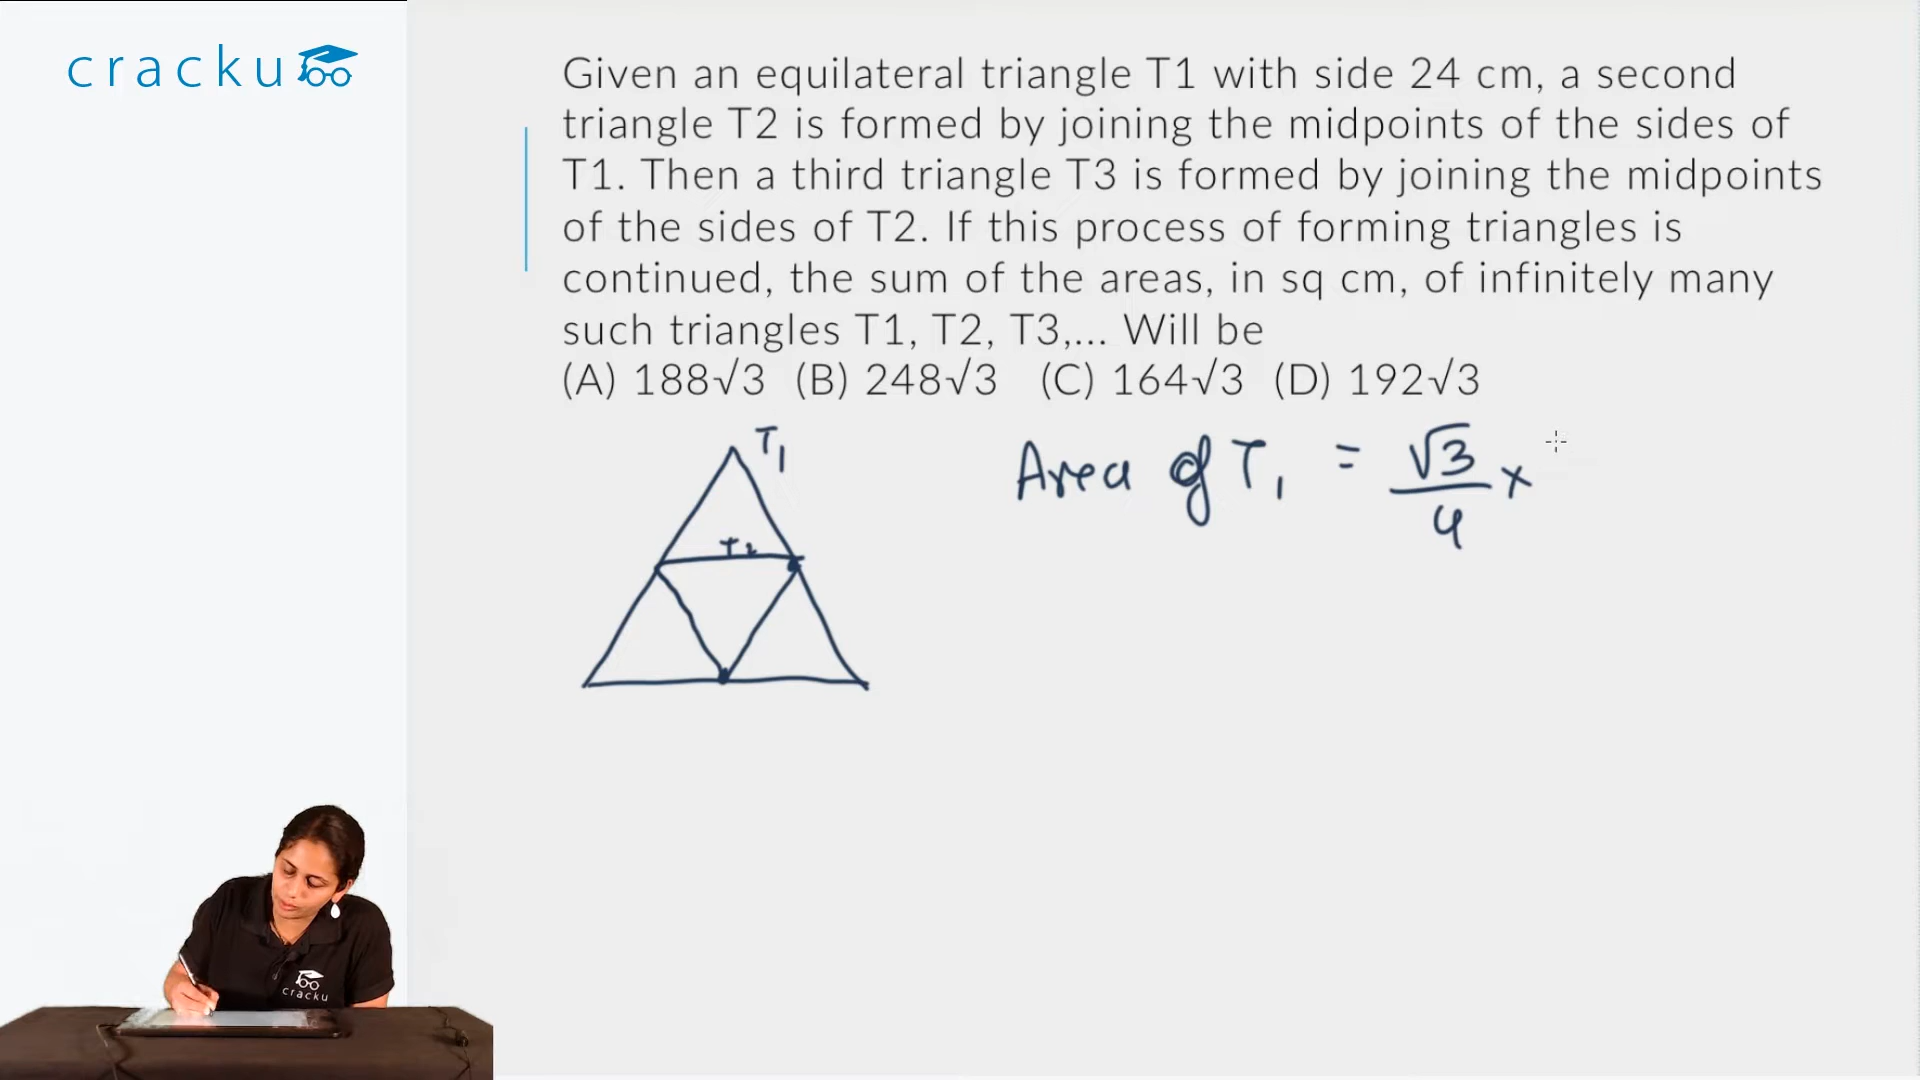 cracku
Given an equilateral triangle T1 with side 24 cm, a second
triangle T2 is formed by joining the midpoints of the sides of
T1. Then a third triangle T3 is formed by joining the midpoints
of the sides of T2. If this process of forming triangles is
continued, the sum of the areas, in sq cm, of infinitely many
such triangles T1, T2, T3,... Will be
(A) 188√3 (B) 248√3 (C) 164√3 (D) 192√3
T1
T2
Area of T1 = √3/4 x
cracku